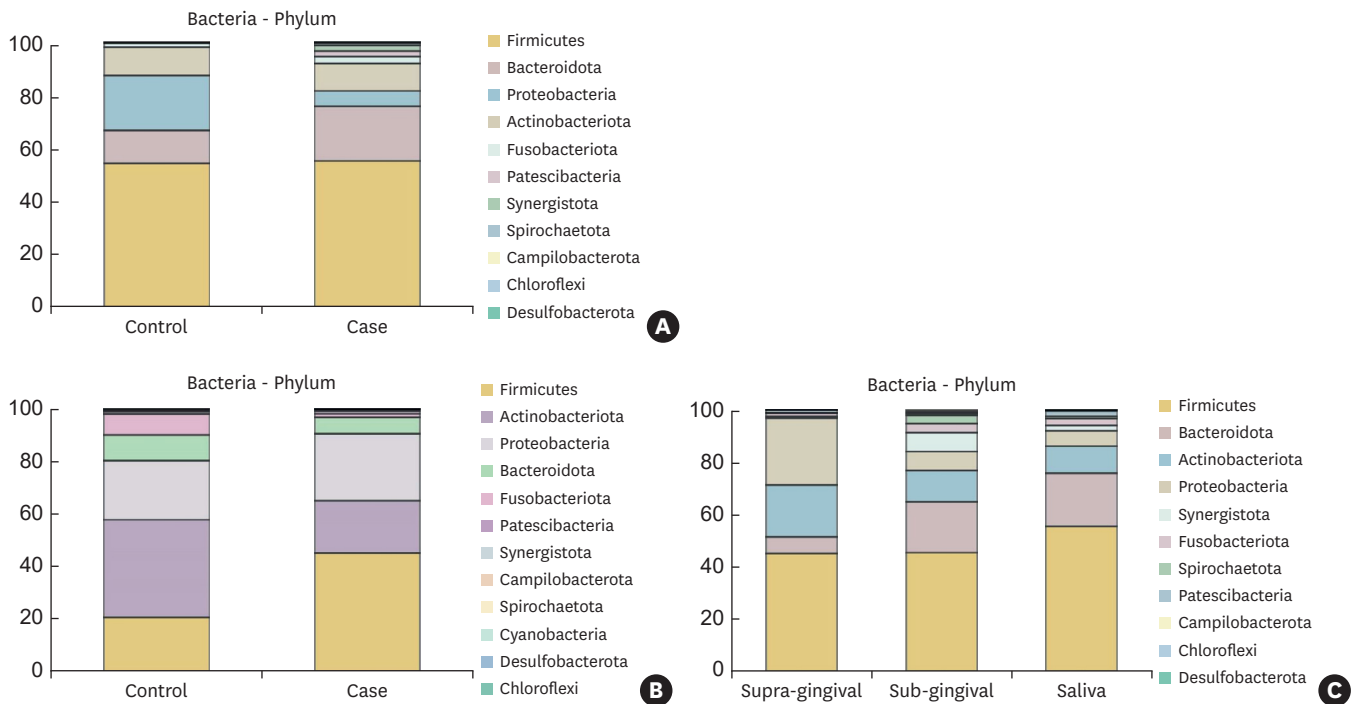 Bacteria - Phylum
100
80
60
40
20
0
Control
Case
Firmicutes
Bacteroidota
Proteobacteria
Actinobacteriota
Fusobacteriota
Patescibacteria
Synergistota
Spirochaetota
Campilobacterota
Chloroflexi
Desulfobacterota
A
Bacteria - Phylum
100
80
60
40
20
0
Control
Case
Firmicutes
Actinobacteriota
Proteobacteria
Bacteroidota
Fusobacteriota
Patescibacteria
Synergistota
Campilobacterota
Spirochaetota
Cyanobacteria
Desulfobacterota
Chloroflexi
B
Bacteria - Phylum
100
80
60
40
20
0
Supra-gingival
Sub-gingival
Saliva
Firmicutes
Bacteroidota
Actinobacteriota
Proteobacteria
Synergistota
Fusobacteriota
Spirochaetota
Patescibacteria
Campilobacterota
Chloroflexi
Desulfobacterota
C